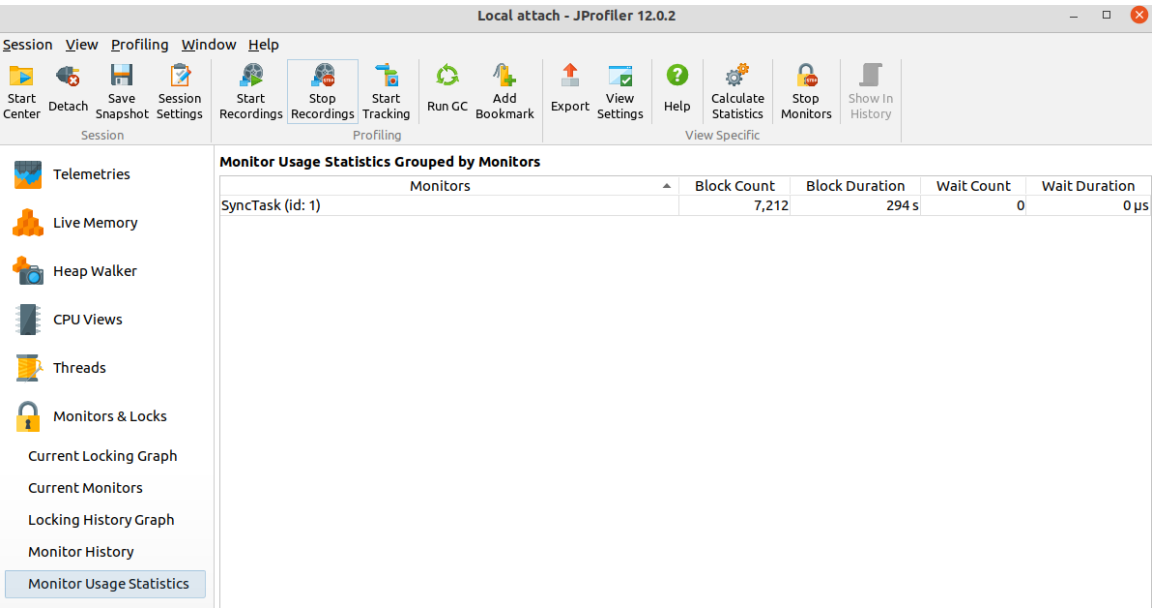 Local attach - JProfiler 12.0.2
Session View Profiling Window Help
Start Center
Detach
Save Snapshot
Session Settings
Start Recordings
Stop Recordings
Start Tracking
Run GC
Add Bookmark
Export
View Settings
Help
Calculate Statistics
Stop Monitors
Show In History
Session
Profiling
View Specific
Telemetries
Live Memory
Heap Walker
CPU Views
Threads
Monitors & Locks
Current Locking Graph
Current Monitors
Locking History Graph
Monitor History
Monitor Usage Statistics
Monitor Usage Statistics Grouped by Monitors
Monitors Block Count Block Duration Wait Count Wait Duration
SyncTask (id: 1) 7,212 294 s 0 0 µs